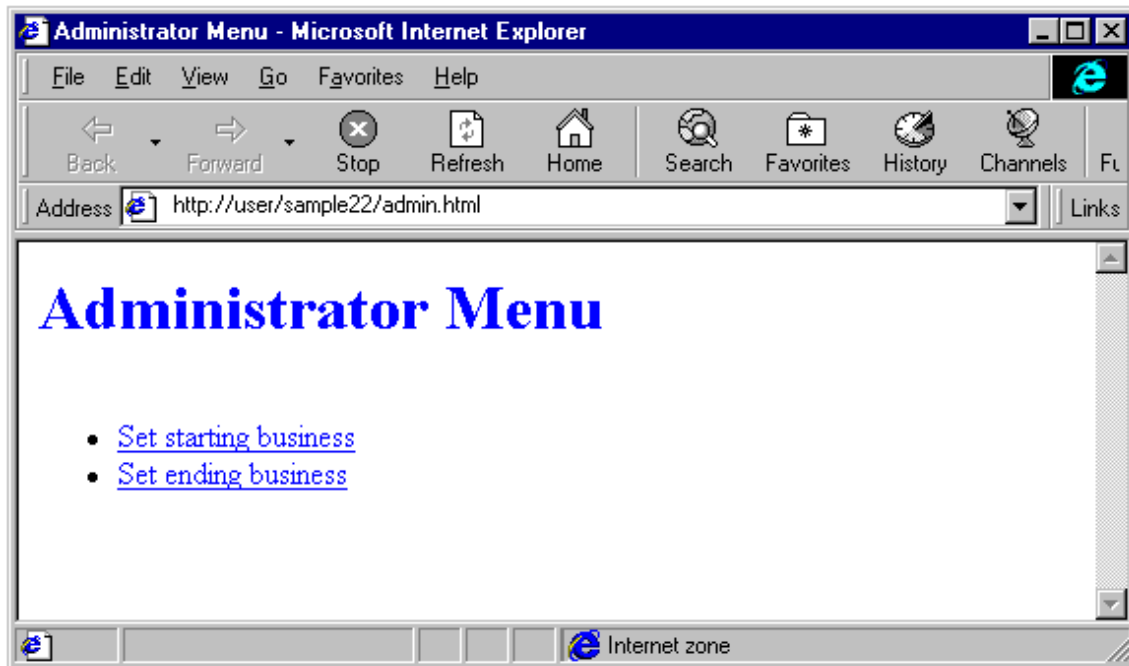 Administrator Menu - Microsoft Internet Explorer
File Edit View Go Favorites Help
Back Forward Stop Refresh Home Search Favorites History Channels Fu
Address http://user/sample22/admin.html Links
Administrator Menu
• Set starting business
• Set ending business
Internet zone